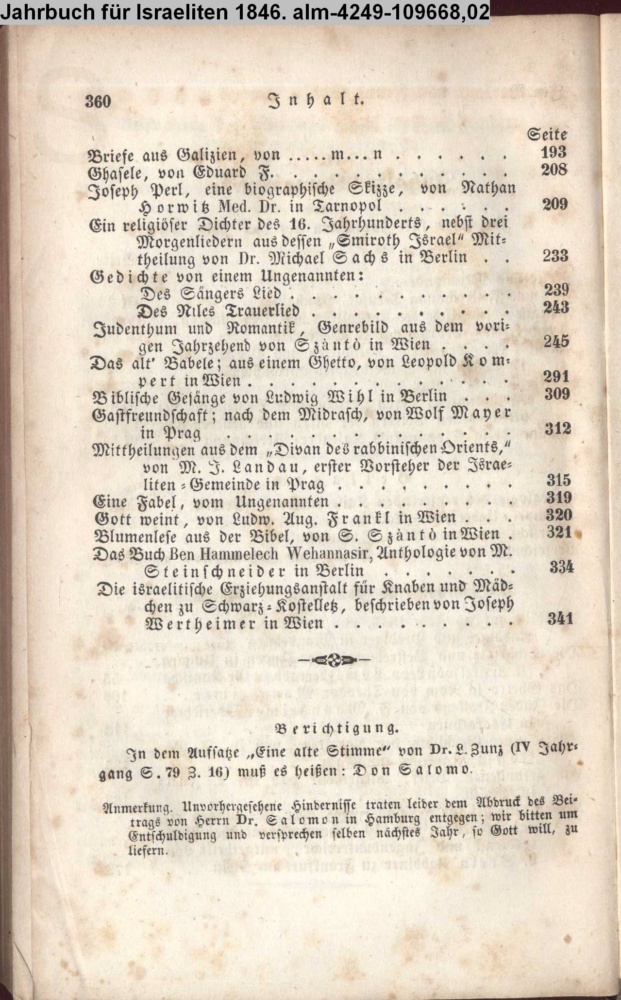 Jahrbuch für Israeliten 1846. alm-4249-109668,02
360 Inhalt.
Seite
Briefe aus Galizien, von .....m...n . . . . . . 193
Ghasele, von Eduard F. . . . . . . . . . . 208
Joseph Perl, eine biographische Skizze, von Nathan
Horwitz Med. Dr. in Tarnopol . . . . . . 209
Ein religiöser Dichter des 16. Jahrhunderts, nebst drei
Morgenliedern aus dessen „Smiroth Israel“ Mit-
theilung von Dr. Michael Sachs in Berlin . . 233
Gedichte von einem Ungenannten:
Des Sängers Lied . . . . . . . . . . 239
Des Niles Trauerlied . . . . . . . . . 243
Judenthum und Romantik, Genrebild aus dem vori-
gen Jahrzehend von Szántò in Wien . . . . 245
Das alt' Babele; aus einem Ghetto, von Leopold Kom-
pert in Wien . . . . . . . . . . . . 291
Biblische Gesänge von Ludwig Wihl in Berlin . . . 309
Gastfreundschaft; nach dem Midrasch, von Wolf Mayer
in Prag . . . . . . . . . . . . . 312
Mittheilungen aus dem „Divan des rabbinischen Orients,“
von M. J. Landau, erster Vorsteher der Israe-
liten-Gemeinde in Prag . . . . . . . . . 315
Eine Fabel, vom Ungenannten . . . . . . . . 319
Gott weint, von Ludw. Aug. Frankl in Wien . . . 320
Blumenlese aus der Bibel, von S. Szántò in Wien . 321
Das Buch Ben Hammelech Wehannasir, Anthologie von M.
Steinschneider in Berlin . . . . . . . 334
Die israelitische Erziehungsanstalt für Knaben und Mäd-
chen zu Schwarz-Kostelletz, beschrieben von Joseph
Wertheimer in Wien . . . . . . . . . 341
Berichtigung.
In dem Aufsatze „Eine alte Stimme“ von Dr. L. Zunz (IV Jahr-
gang S. 79 Z. 16) muß es heißen: Don Salomo.
Anmerkung. Unvorhergesehene Hindernisse traten leider dem Abdruck des Bei-
trags von Herrn Dr. Salomon in Hamburg entgegen; wir bitten um
Entschuldigung und versprechen selben nächstes Jahr, so Gott will, zu
liefern.